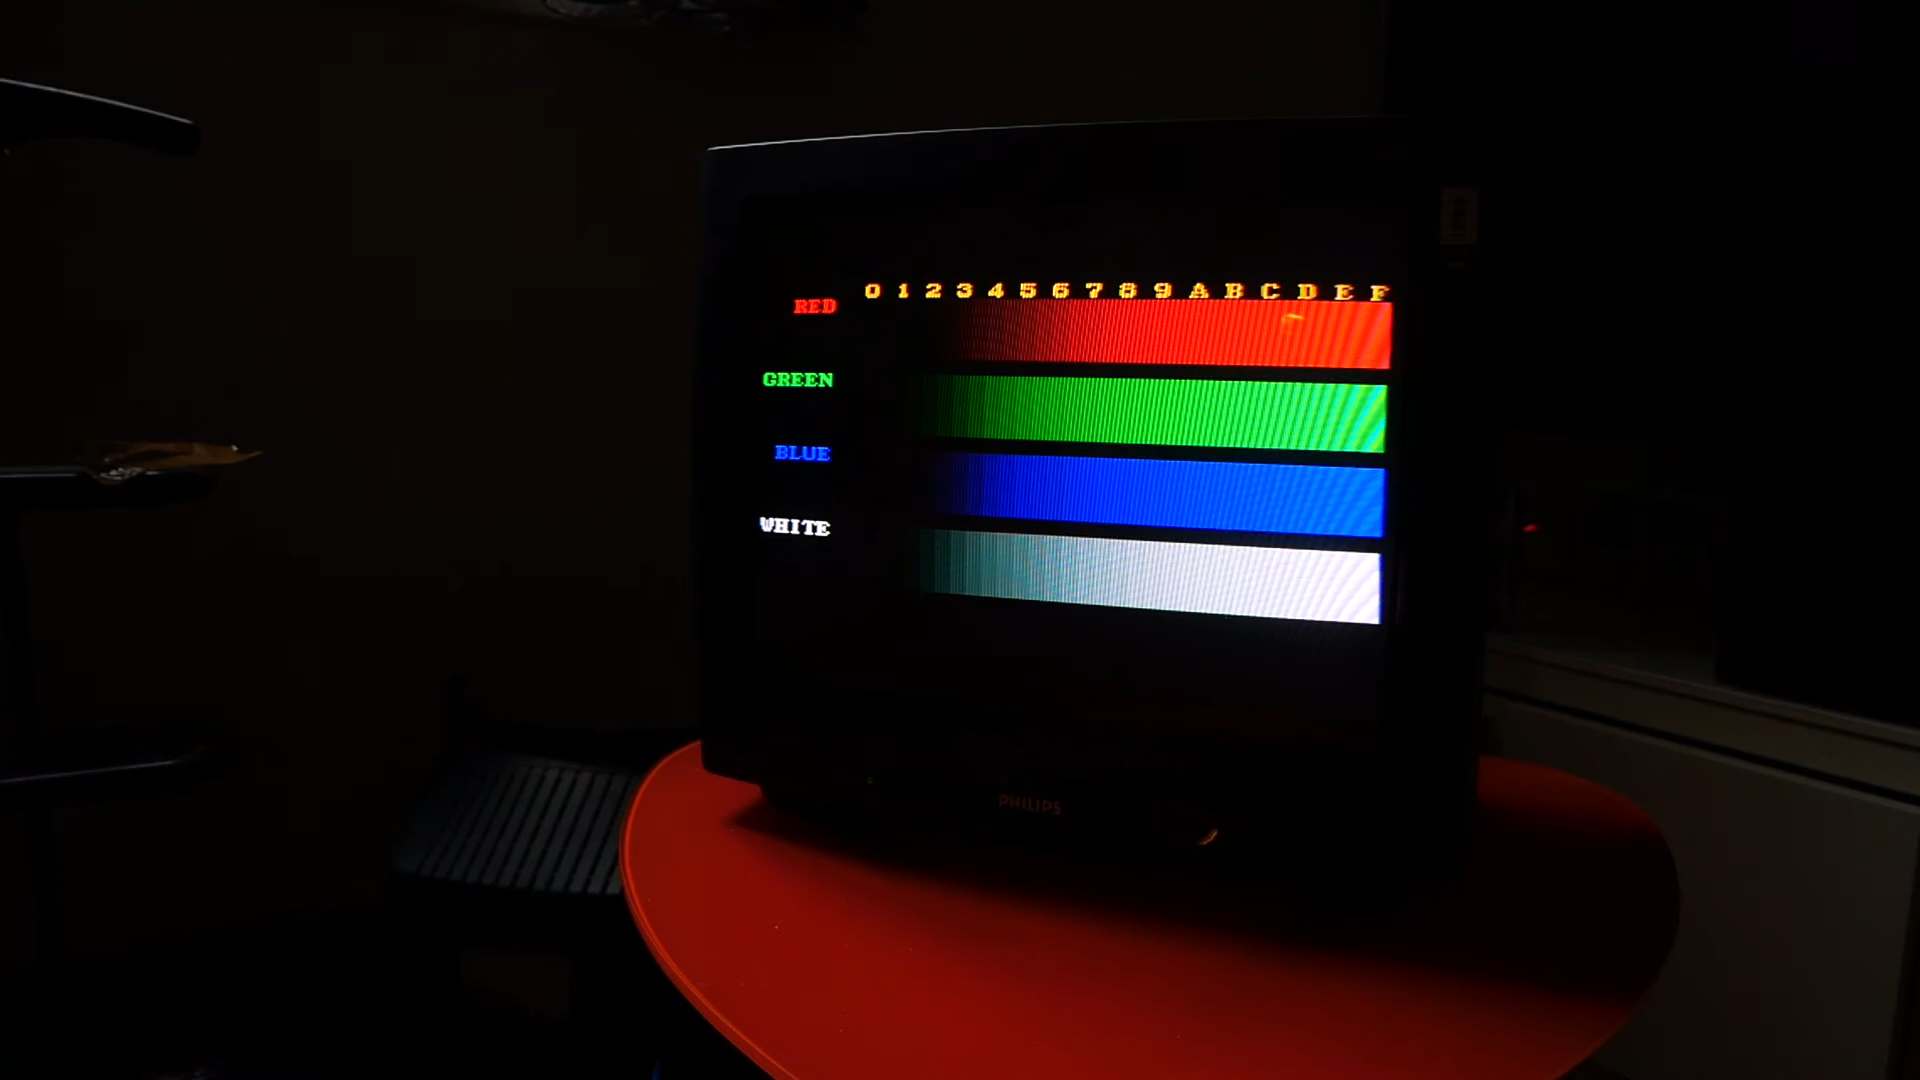 0 1 2 3 4 5 6 7 8 9 A B C D E F
RED
GREEN
BLUE
WHITE
PHILIPS